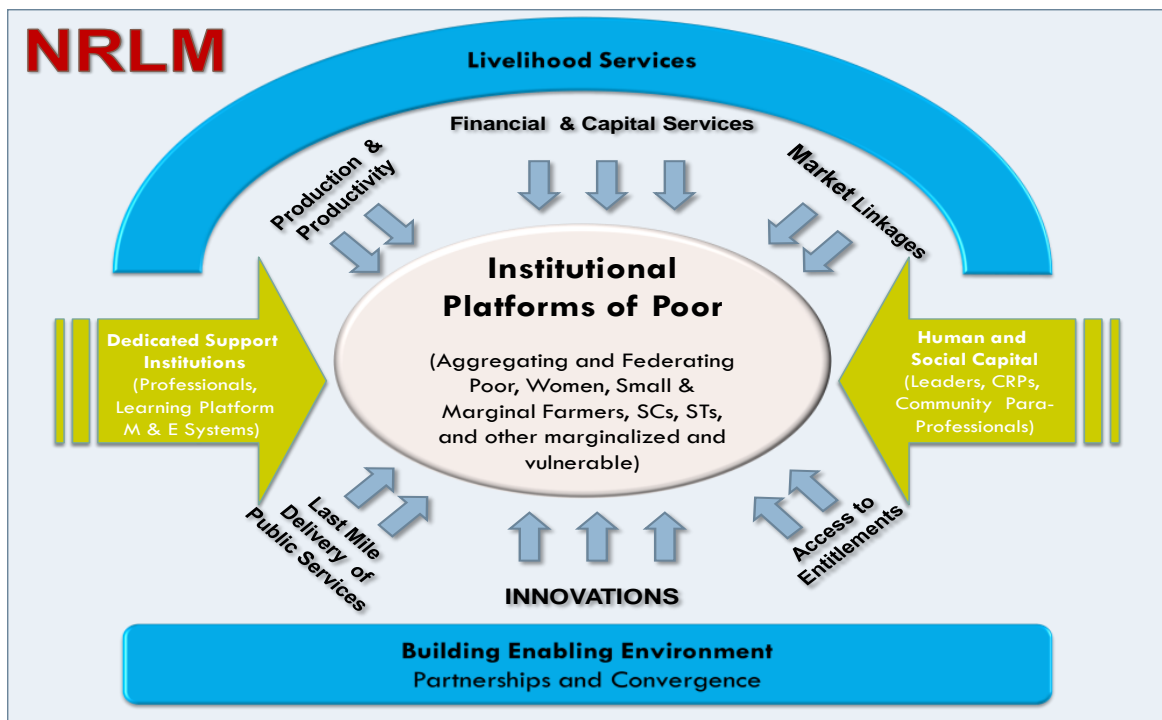 NRLM
Livelihood Services
Financial & Capital Services
Production &
Productivity
Market Linkages
Institutional
Platforms of Poor
(Aggregating and Federating
Poor, Women, Small &
Marginal Farmers, SCs, STs,
and other marginalized and
vulnerable)
Dedicated Support
Institutions
(Professionals,
Learning Platform
M & E Systems)
Human and
Social Capital
(Leaders, CRPs,
Community Para-
Professionals)
Last Mile
Delivery of
Public Services
INNOVATIONS
Access to
Entitlements
Building Enabling Environment
Partnerships and Convergence